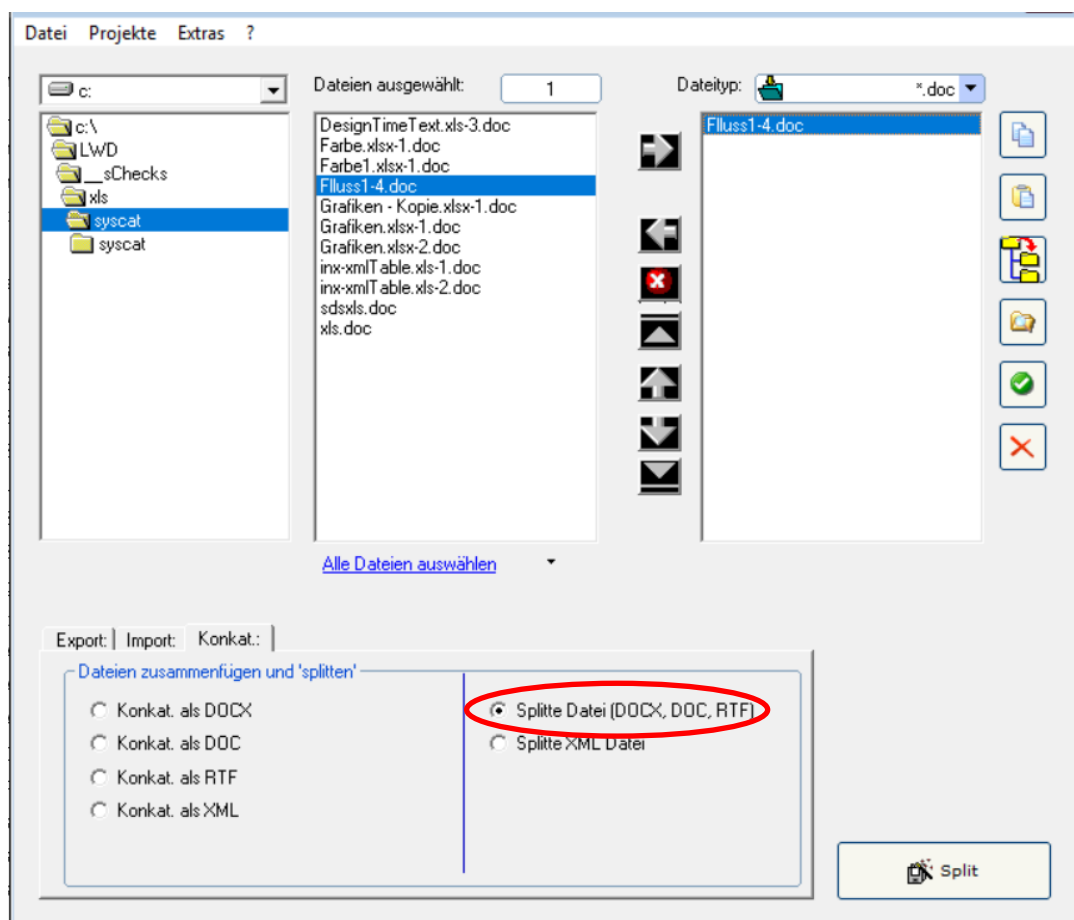 Datei Projekte Extras ?
c:
Dateien ausgewählt: 1
Dateityp: *.doc
c:\
LWD
__sChecks
xls
syscat
syscat
DesignTimeText.xls-3.doc
Farbe.xlsx-1.doc
Farbe1.xlsx-1.doc
Flluss1-4.doc
Grafiken - Kopie.xlsx-1.doc
Grafiken.xlsx-1.doc
Grafiken.xlsx-2.doc
inx-xmlTable.xls-1.doc
inx-xmlTable.xls-2.doc
sdsxls.doc
xls.doc
Flluss1-4.doc
Alle Dateien auswählen
Export: Import: Konkat.:
Dateien zusammenfügen und 'splitten'
Konkat. als DOCX
Konkat. als DOC
Konkat. als RTF
Konkat. als XML
Splitte Datei (DOCX, DOC, RTF)
Splitte XML Datei
Split